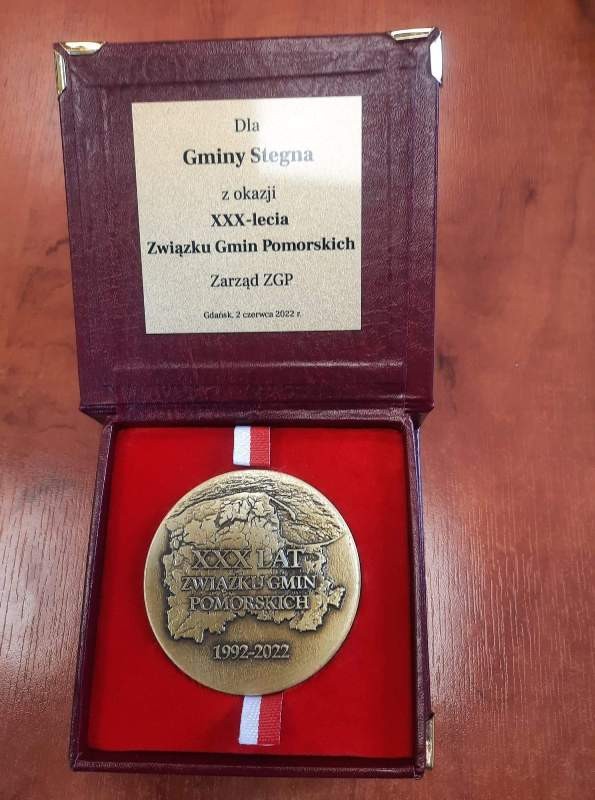 Dla
Gminy Stegna
z okazji
XXX-lecia
Związku Gmin Pomorskich
Zarząd ZGP
Gdańsk, 2 czerwca 2022 r.
XXX LAT
ZWIĄZKU GMIN
POMORSKICH
1992-2022